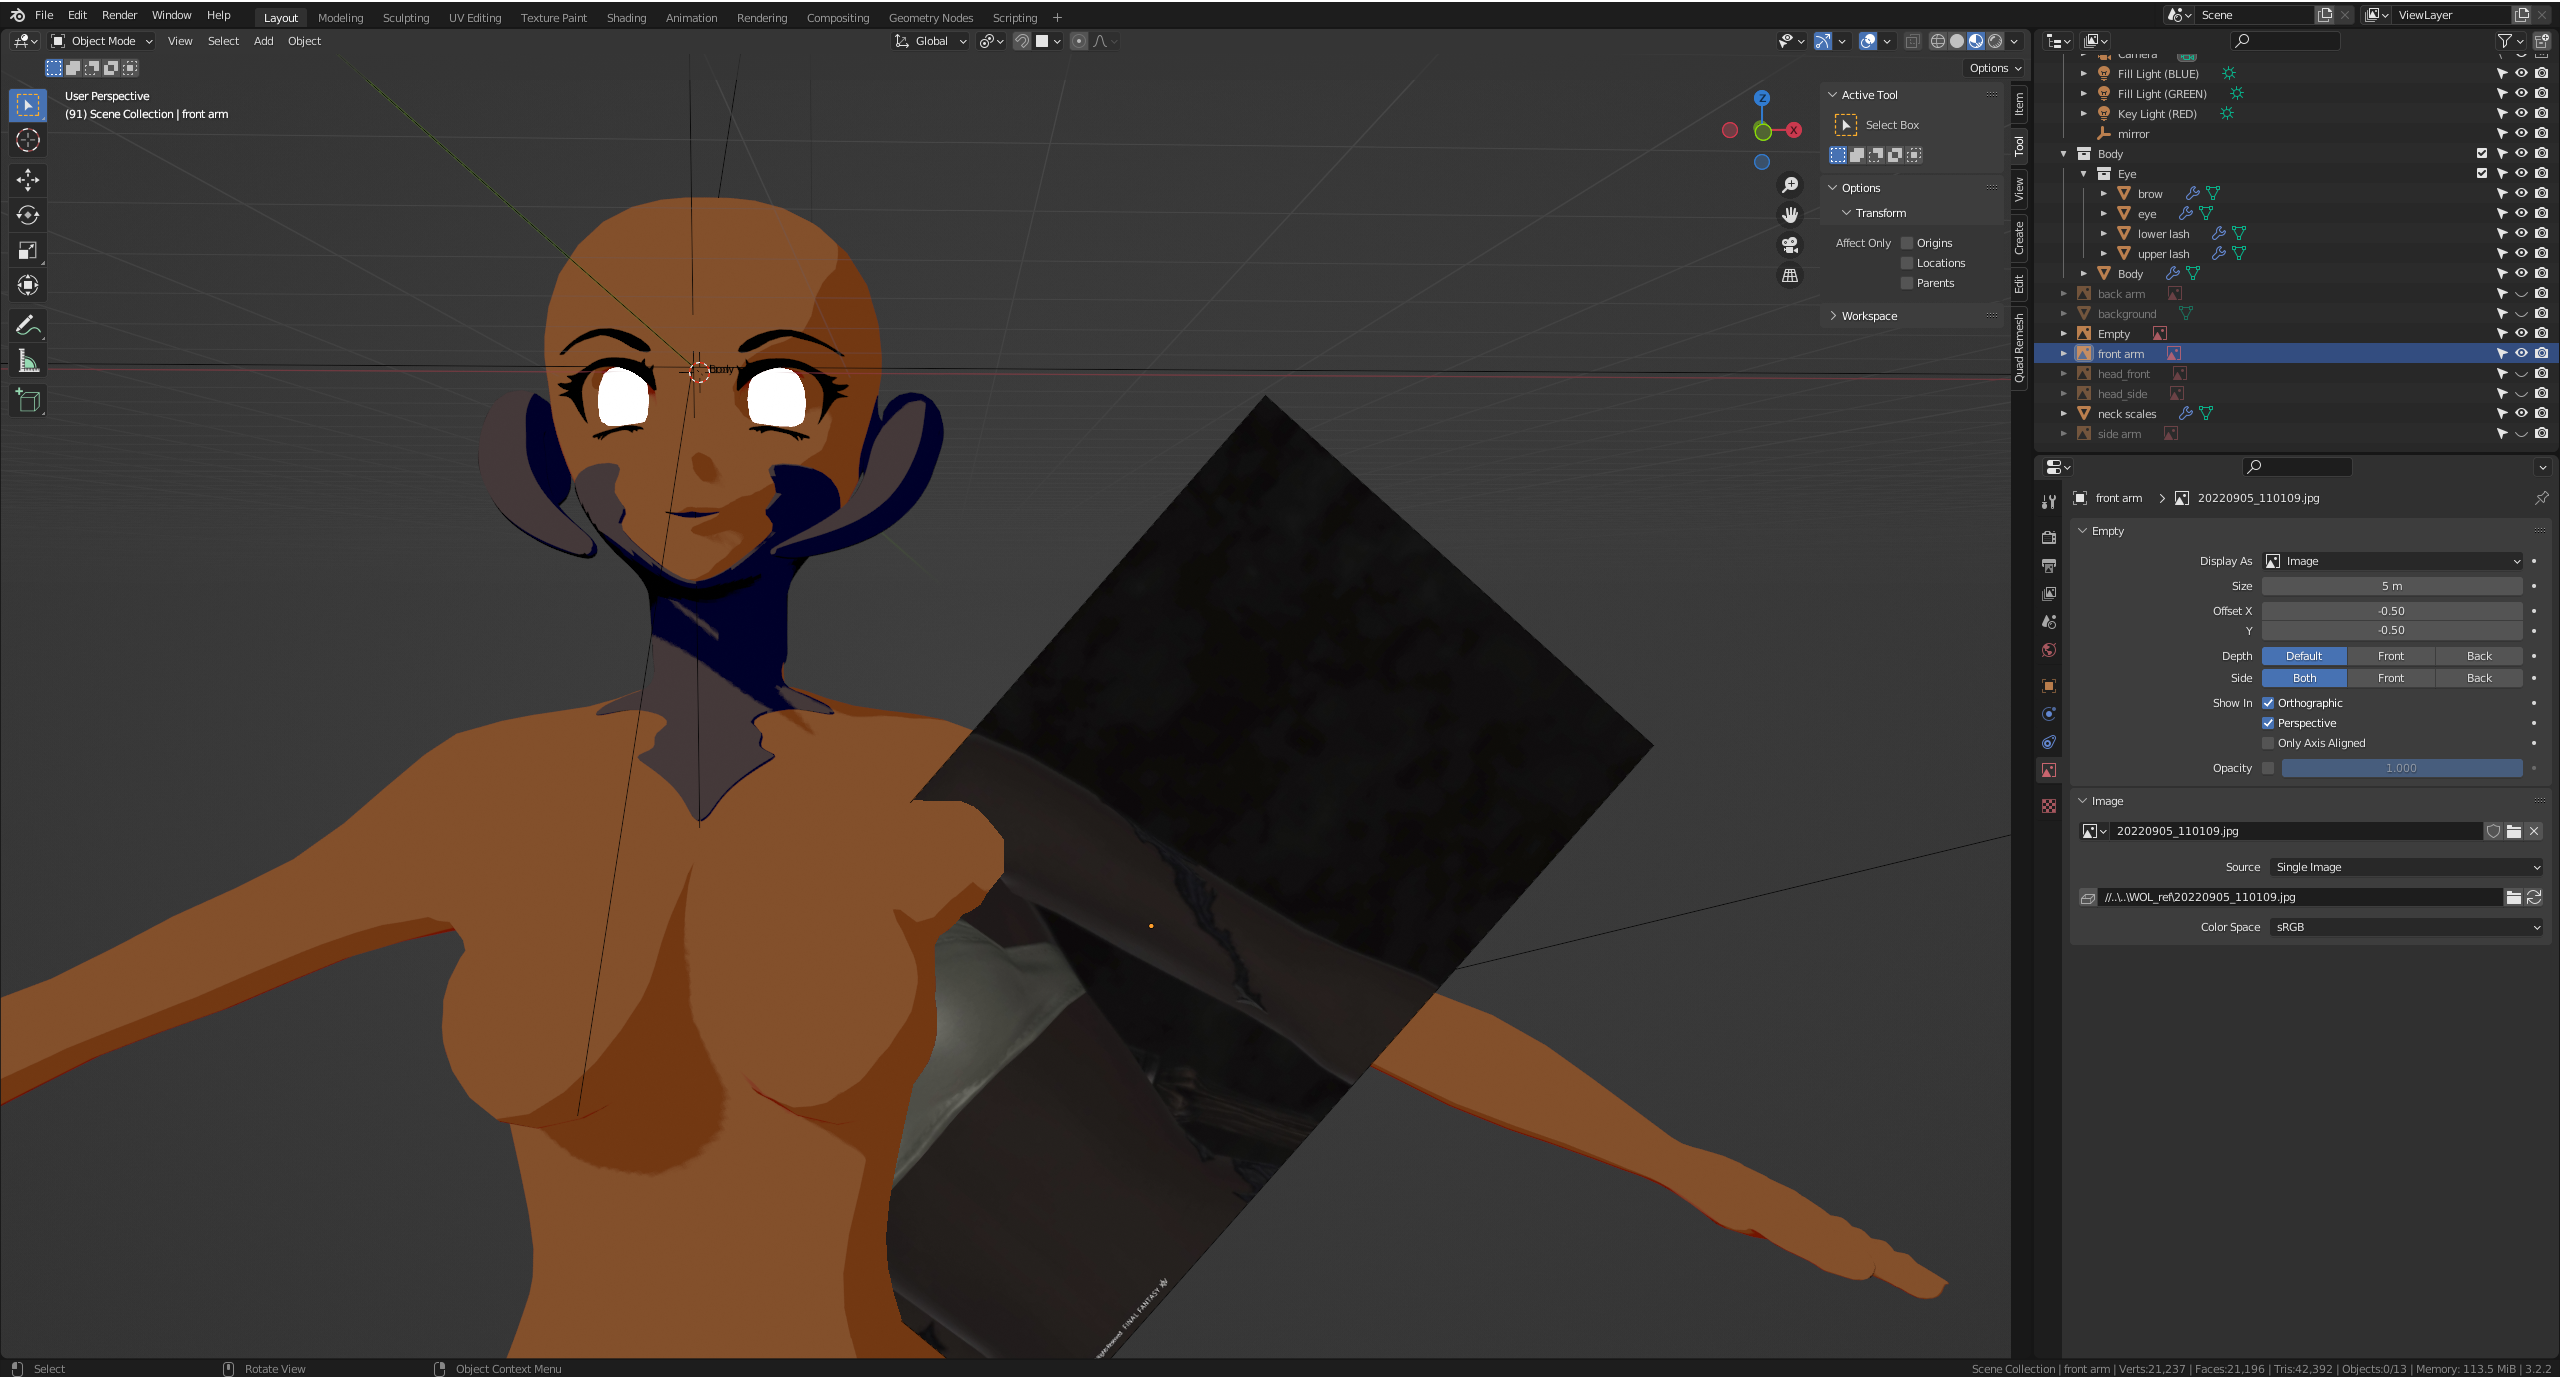 File Edit Render Window Help Layout Modeling Sculpting UV Editing Texture Paint Shading Animation Rendering Compositing Geometry Nodes Scripting + Scene ViewLayer
Object Mode View Select Add Object Global
Options
User Perspective
(91) Scene Collection | front arm
Z
X
Active Tool
Select Box
Options
Transform
Affect Only Origins
Locations
Parents
Workspace
Item
Tool
View
Create
Edit
Quad Remesh
Body
FINAL FANTASY XIV
Camera
Fill Light (BLUE)
Fill Light (GREEN)
Key Light (RED)
mirror
Body
Eye
brow
eye
lower lash
upper lash
Body
back arm
background
Empty
front arm
head_front
head_side
neck scales
side arm
front arm > 20220905_110109.jpg
Empty
Display As Image
Size 5 m
Offset X -0.50
Y -0.50
Depth Default Front Back
Side Both Front Back
Show In Orthographic
Perspective
Only Axis Aligned
Opacity 1.000
Image
20220905_110109.jpg
Source Single Image
//..\..\WOL_ref\20220905_110109.jpg
Color Space sRGB
Select Rotate View Object Context Menu Scene Collection | front arm | Verts:21,237 | Faces:21,196 | Tris:42,392 | Objects:0/13 | Memory: 113.5 MiB | 3.2.2